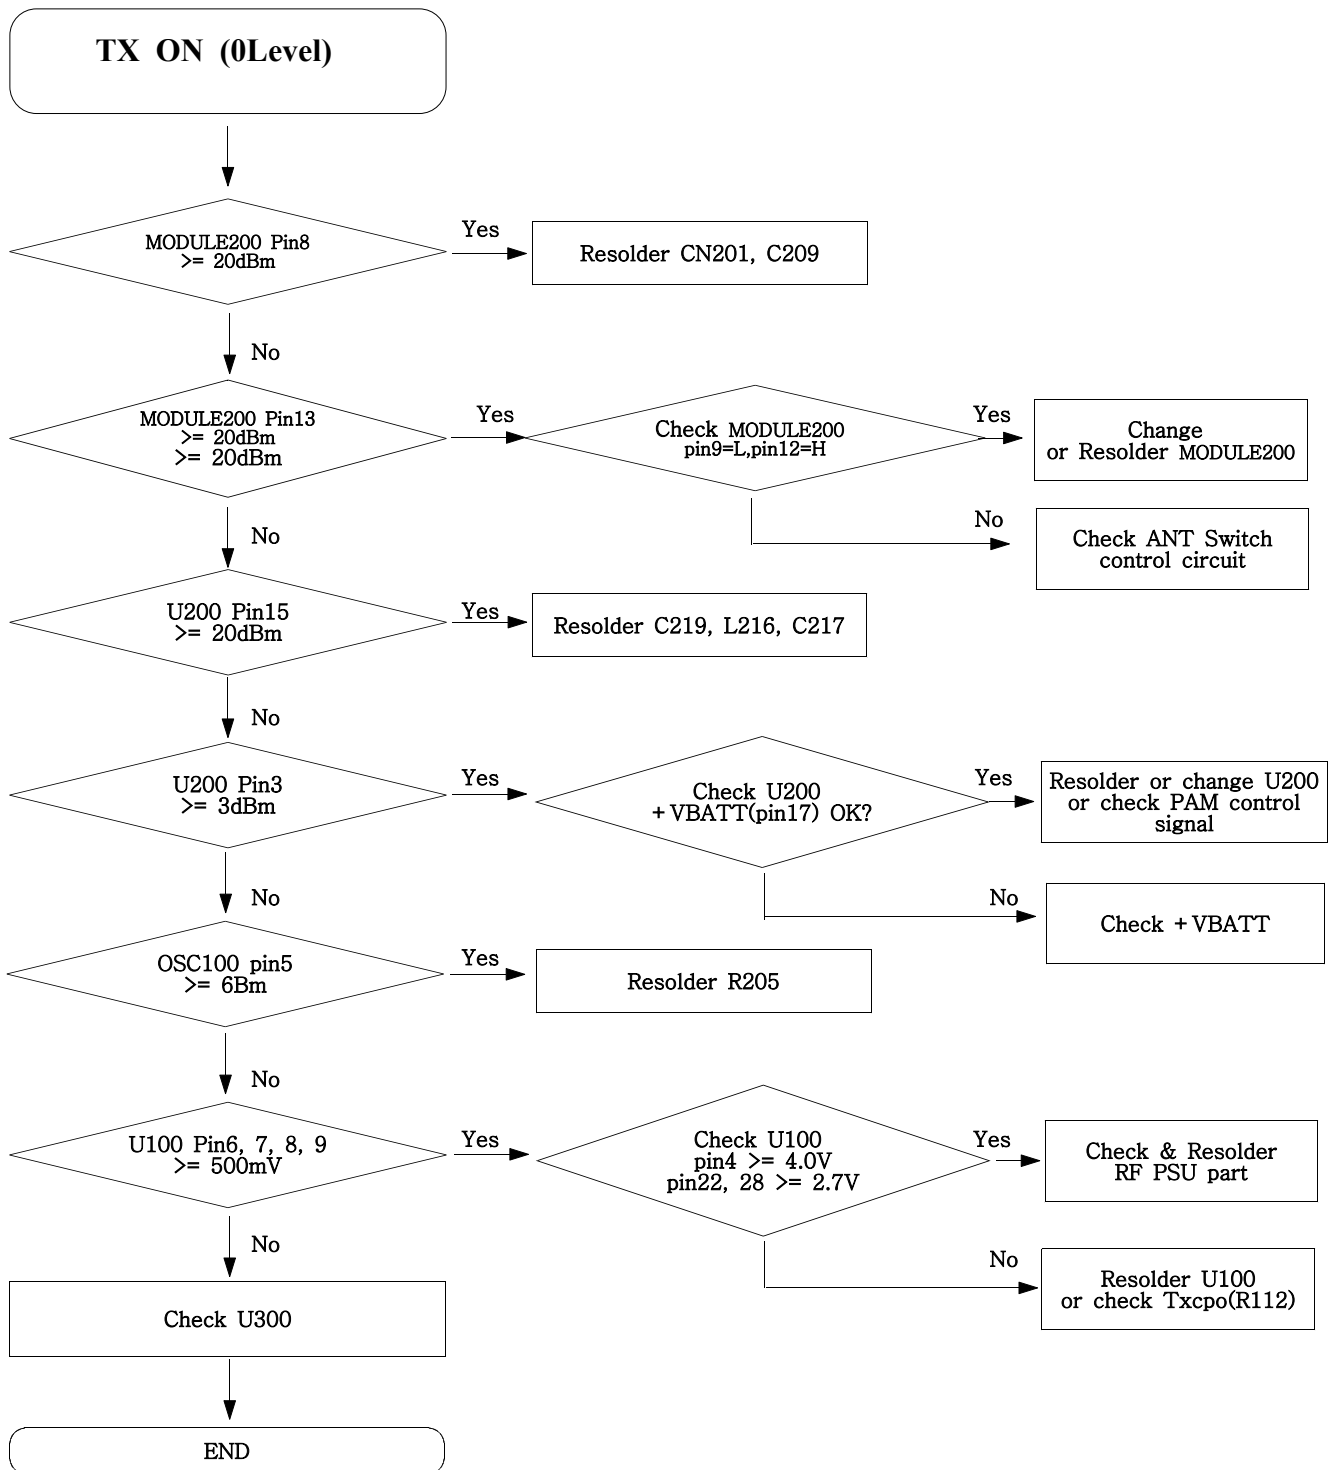 TX ON (0Level)
MODULE200 Pin8
>= 20dBm
Yes
Resolder CN201, C209
No
MODULE200 Pin13
>= 20dBm
>= 20dBm
Yes
Check MODULE200
pin9=L,pin12=H
Yes
Change
or Resolder MODULE200
No
Check ANT Switch
control circuit
No
U200 Pin15
>= 20dBm
Yes
Resolder C219, L216, C217
No
U200 Pin3
>= 3dBm
Yes
Check U200
+VBATT(pin17) OK?
Yes
Resolder or change U200
or check PAM control
signal
No
Check +VBATT
No
OSC100 pin5
>= 6Bm
Yes
Resolder R205
No
U100 Pin6, 7, 8, 9
>= 500mV
Yes
Check U100
pin4 >= 4.0V
pin22, 28 >= 2.7V
Yes
Check & Resolder
RF PSU part
No
Resolder U100
or check Txcpo(R112)
No
Check U300
END